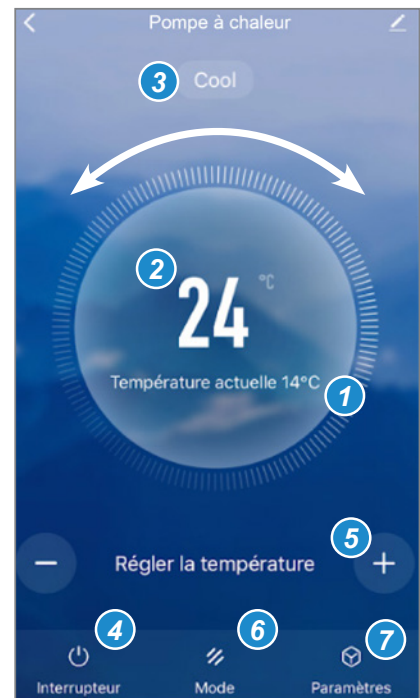 Pompe à chaleur
3 Cool
2
24 °C
Température actuelle 14°C
1
5
− Régler la température +
4 6 7
Interrupteur Mode Paramètres